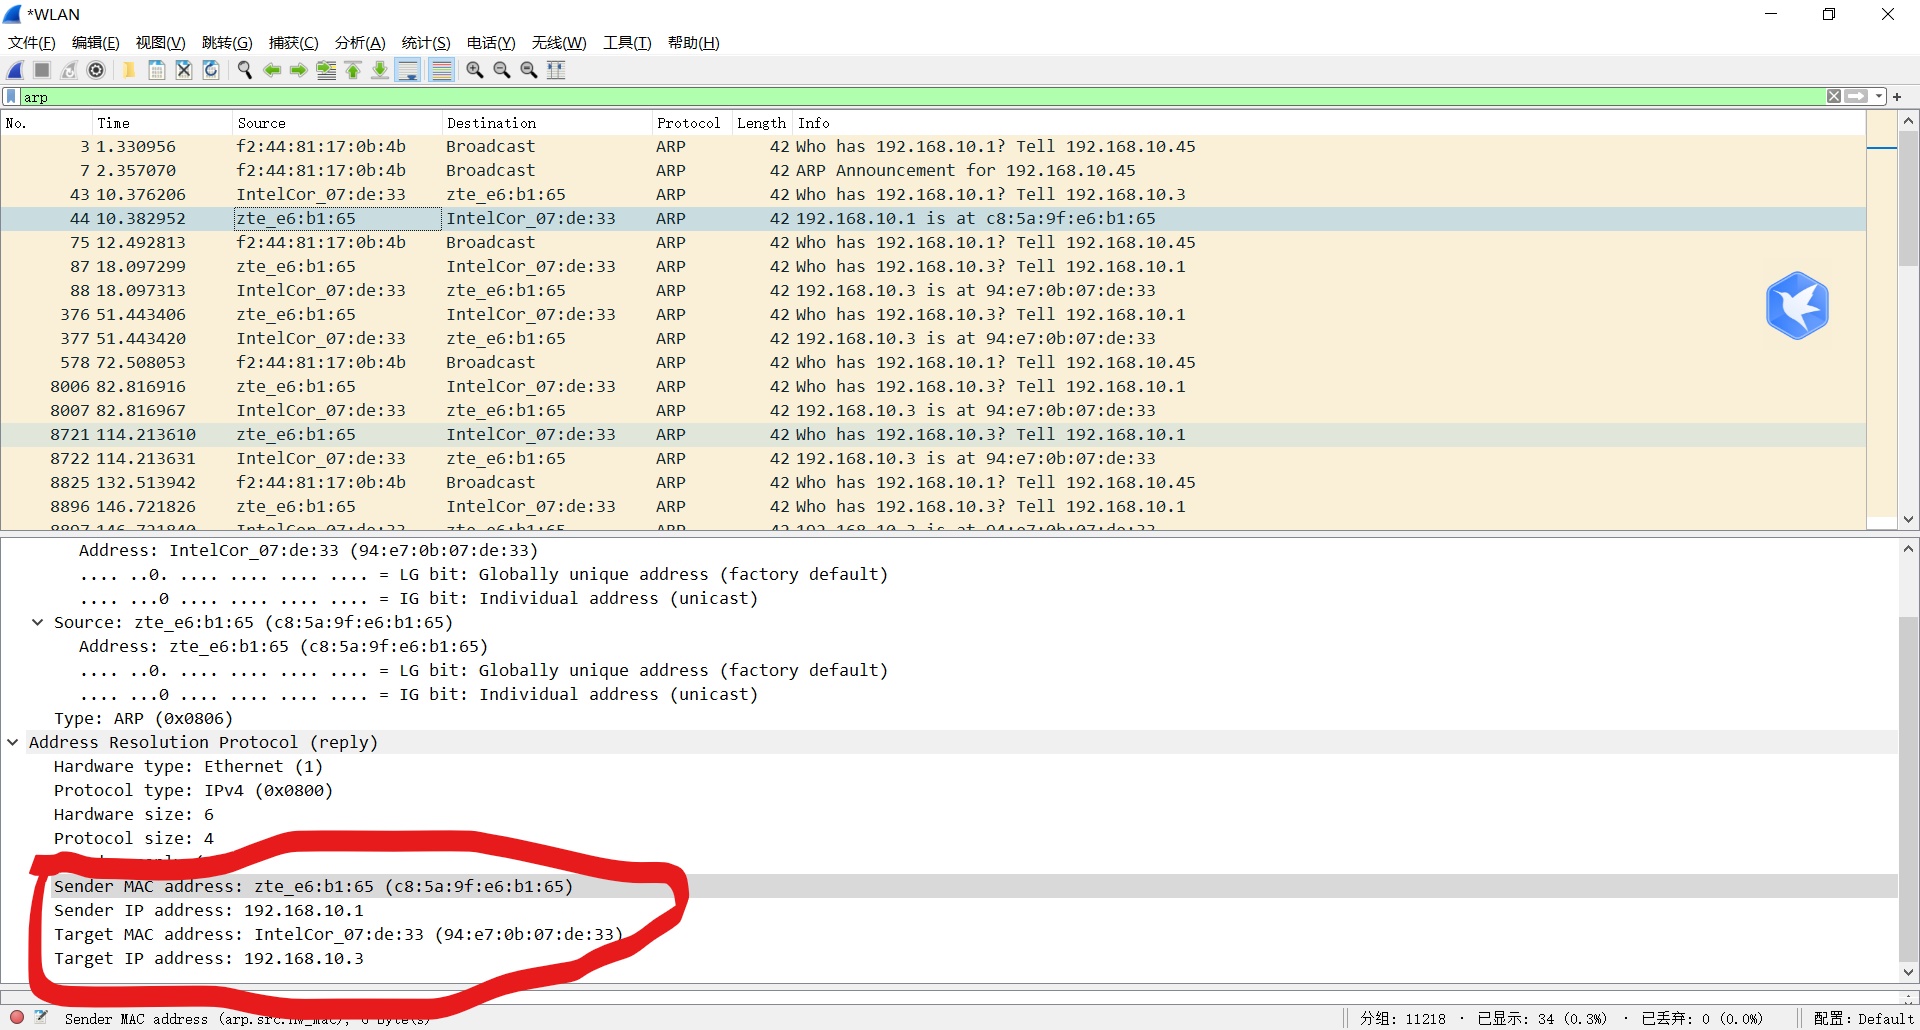 *WLAN
文件(F) 编辑(E) 视图(V) 跳转(G) 捕获(C) 分析(A) 统计(S) 电话(Y) 无线(W) 工具(T) 帮助(H)
arp
No. Time Source Destination Protocol Length Info
3 1.330956 f2:44:81:17:0b:4b Broadcast ARP 42 Who has 192.168.10.1? Tell 192.168.10.45
7 2.357070 f2:44:81:17:0b:4b Broadcast ARP 42 ARP Announcement for 192.168.10.45
43 10.376206 IntelCor_07:de:33 zte_e6:b1:65 ARP 42 Who has 192.168.10.1? Tell 192.168.10.3
44 10.382952 zte_e6:b1:65 IntelCor_07:de:33 ARP 42 192.168.10.1 is at c8:5a:9f:e6:b1:65
75 12.492813 f2:44:81:17:0b:4b Broadcast ARP 42 Who has 192.168.10.1? Tell 192.168.10.45
87 18.097299 zte_e6:b1:65 IntelCor_07:de:33 ARP 42 Who has 192.168.10.3? Tell 192.168.10.1
88 18.097313 IntelCor_07:de:33 zte_e6:b1:65 ARP 42 192.168.10.3 is at 94:e7:0b:07:de:33
376 51.443406 zte_e6:b1:65 IntelCor_07:de:33 ARP 42 Who has 192.168.10.3? Tell 192.168.10.1
377 51.443420 IntelCor_07:de:33 zte_e6:b1:65 ARP 42 192.168.10.3 is at 94:e7:0b:07:de:33
578 72.508053 f2:44:81:17:0b:4b Broadcast ARP 42 Who has 192.168.10.1? Tell 192.168.10.45
8006 82.816916 zte_e6:b1:65 IntelCor_07:de:33 ARP 42 Who has 192.168.10.3? Tell 192.168.10.1
8007 82.816967 IntelCor_07:de:33 zte_e6:b1:65 ARP 42 192.168.10.3 is at 94:e7:0b:07:de:33
8721 114.213610 zte_e6:b1:65 IntelCor_07:de:33 ARP 42 Who has 192.168.10.3? Tell 192.168.10.1
8722 114.213631 IntelCor_07:de:33 zte_e6:b1:65 ARP 42 192.168.10.3 is at 94:e7:0b:07:de:33
8825 132.513942 f2:44:81:17:0b:4b Broadcast ARP 42 Who has 192.168.10.1? Tell 192.168.10.45
8896 146.721826 zte_e6:b1:65 IntelCor_07:de:33 ARP 42 Who has 192.168.10.3? Tell 192.168.10.1
8897 146.721840 IntelCor_07:de:33 zte_e6:b1:65 ARP 42 192.168.10.3 is at 94:e7:0b:07:de:33
Address: IntelCor_07:de:33 (94:e7:0b:07:de:33)
.... ..0. .... .... .... .... = LG bit: Globally unique address (factory default)
.... ...0 .... .... .... .... = IG bit: Individual address (unicast)
Source: zte_e6:b1:65 (c8:5a:9f:e6:b1:65)
Address: zte_e6:b1:65 (c8:5a:9f:e6:b1:65)
.... ..0. .... .... .... .... = LG bit: Globally unique address (factory default)
.... ...0 .... .... .... .... = IG bit: Individual address (unicast)
Type: ARP (0x0806)
Address Resolution Protocol (reply)
Hardware type: Ethernet (1)
Protocol type: IPv4 (0x0800)
Hardware size: 6
Protocol size: 4
Sender MAC address: zte_e6:b1:65 (c8:5a:9f:e6:b1:65)
Sender IP address: 192.168.10.1
Target MAC address: IntelCor_07:de:33 (94:e7:0b:07:de:33)
Target IP address: 192.168.10.3
Sender MAC address (arp.src.hw_mac), 6 byte(s) 分组: 11218 · 已显示: 34 (0.3%) · 已丢弃: 0 (0.0%) 配置: Default